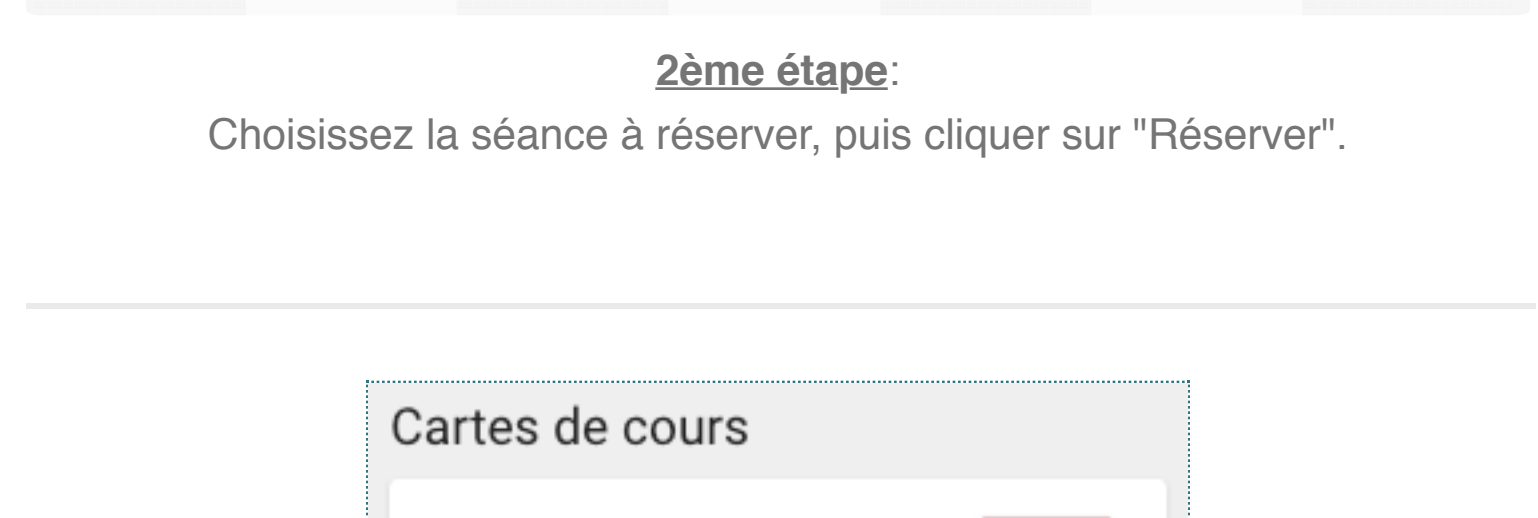 2ème étape:
Choisissez la séance à réserver, puis cliquer sur "Réserver".
Cartes de cours